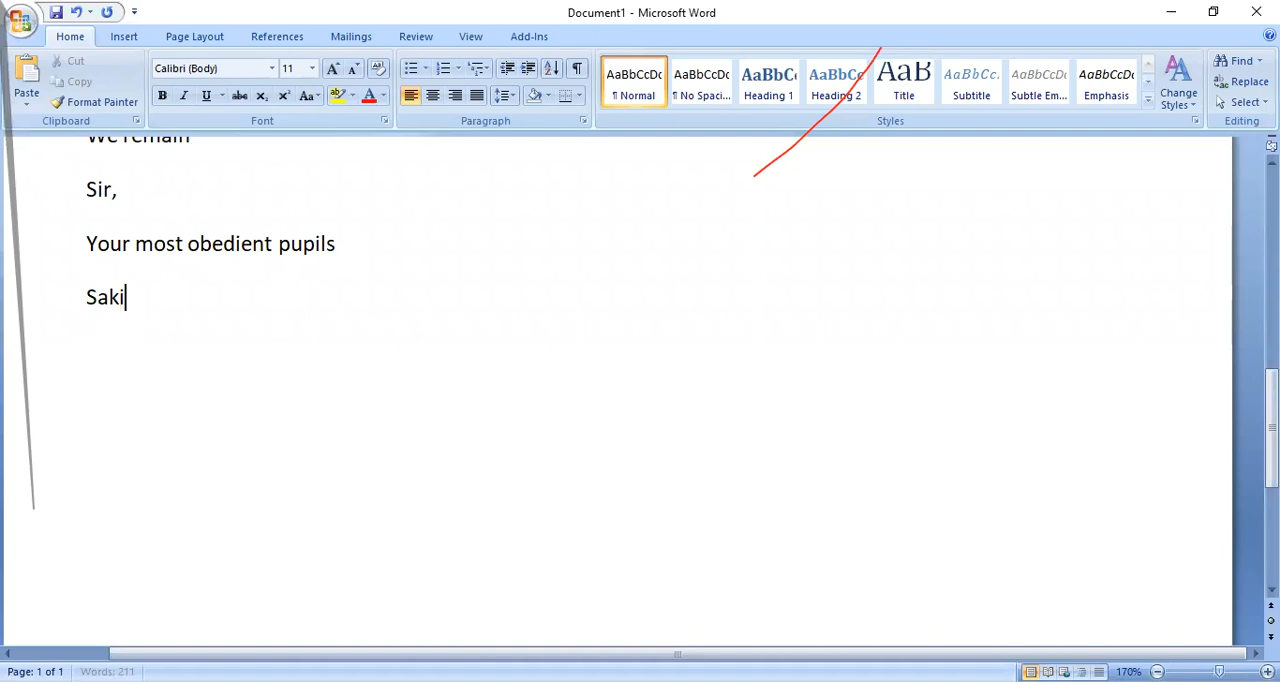 Document1 - Microsoft Word
Home Insert Page Layout References Mailings Review View Add-Ins
Paste
Cut
Copy
Format Painter
Clipboard
Calibri (Body) 11
Font
Paragraph
AaBbCcDc AaBbCcDc AaBbC AaBbCc AaB AaBbCc. AaBbCcDc AaBbCcDc
¶ Normal ¶ No Spaci... Heading 1 Heading 2 Title Subtitle Subtle Em... Emphasis
Change Styles
Styles
Find
Replace
Select
Editing
We remain
Sir,
Your most obedient pupils
Saki
Page: 1 of 1 Words: 211 170%